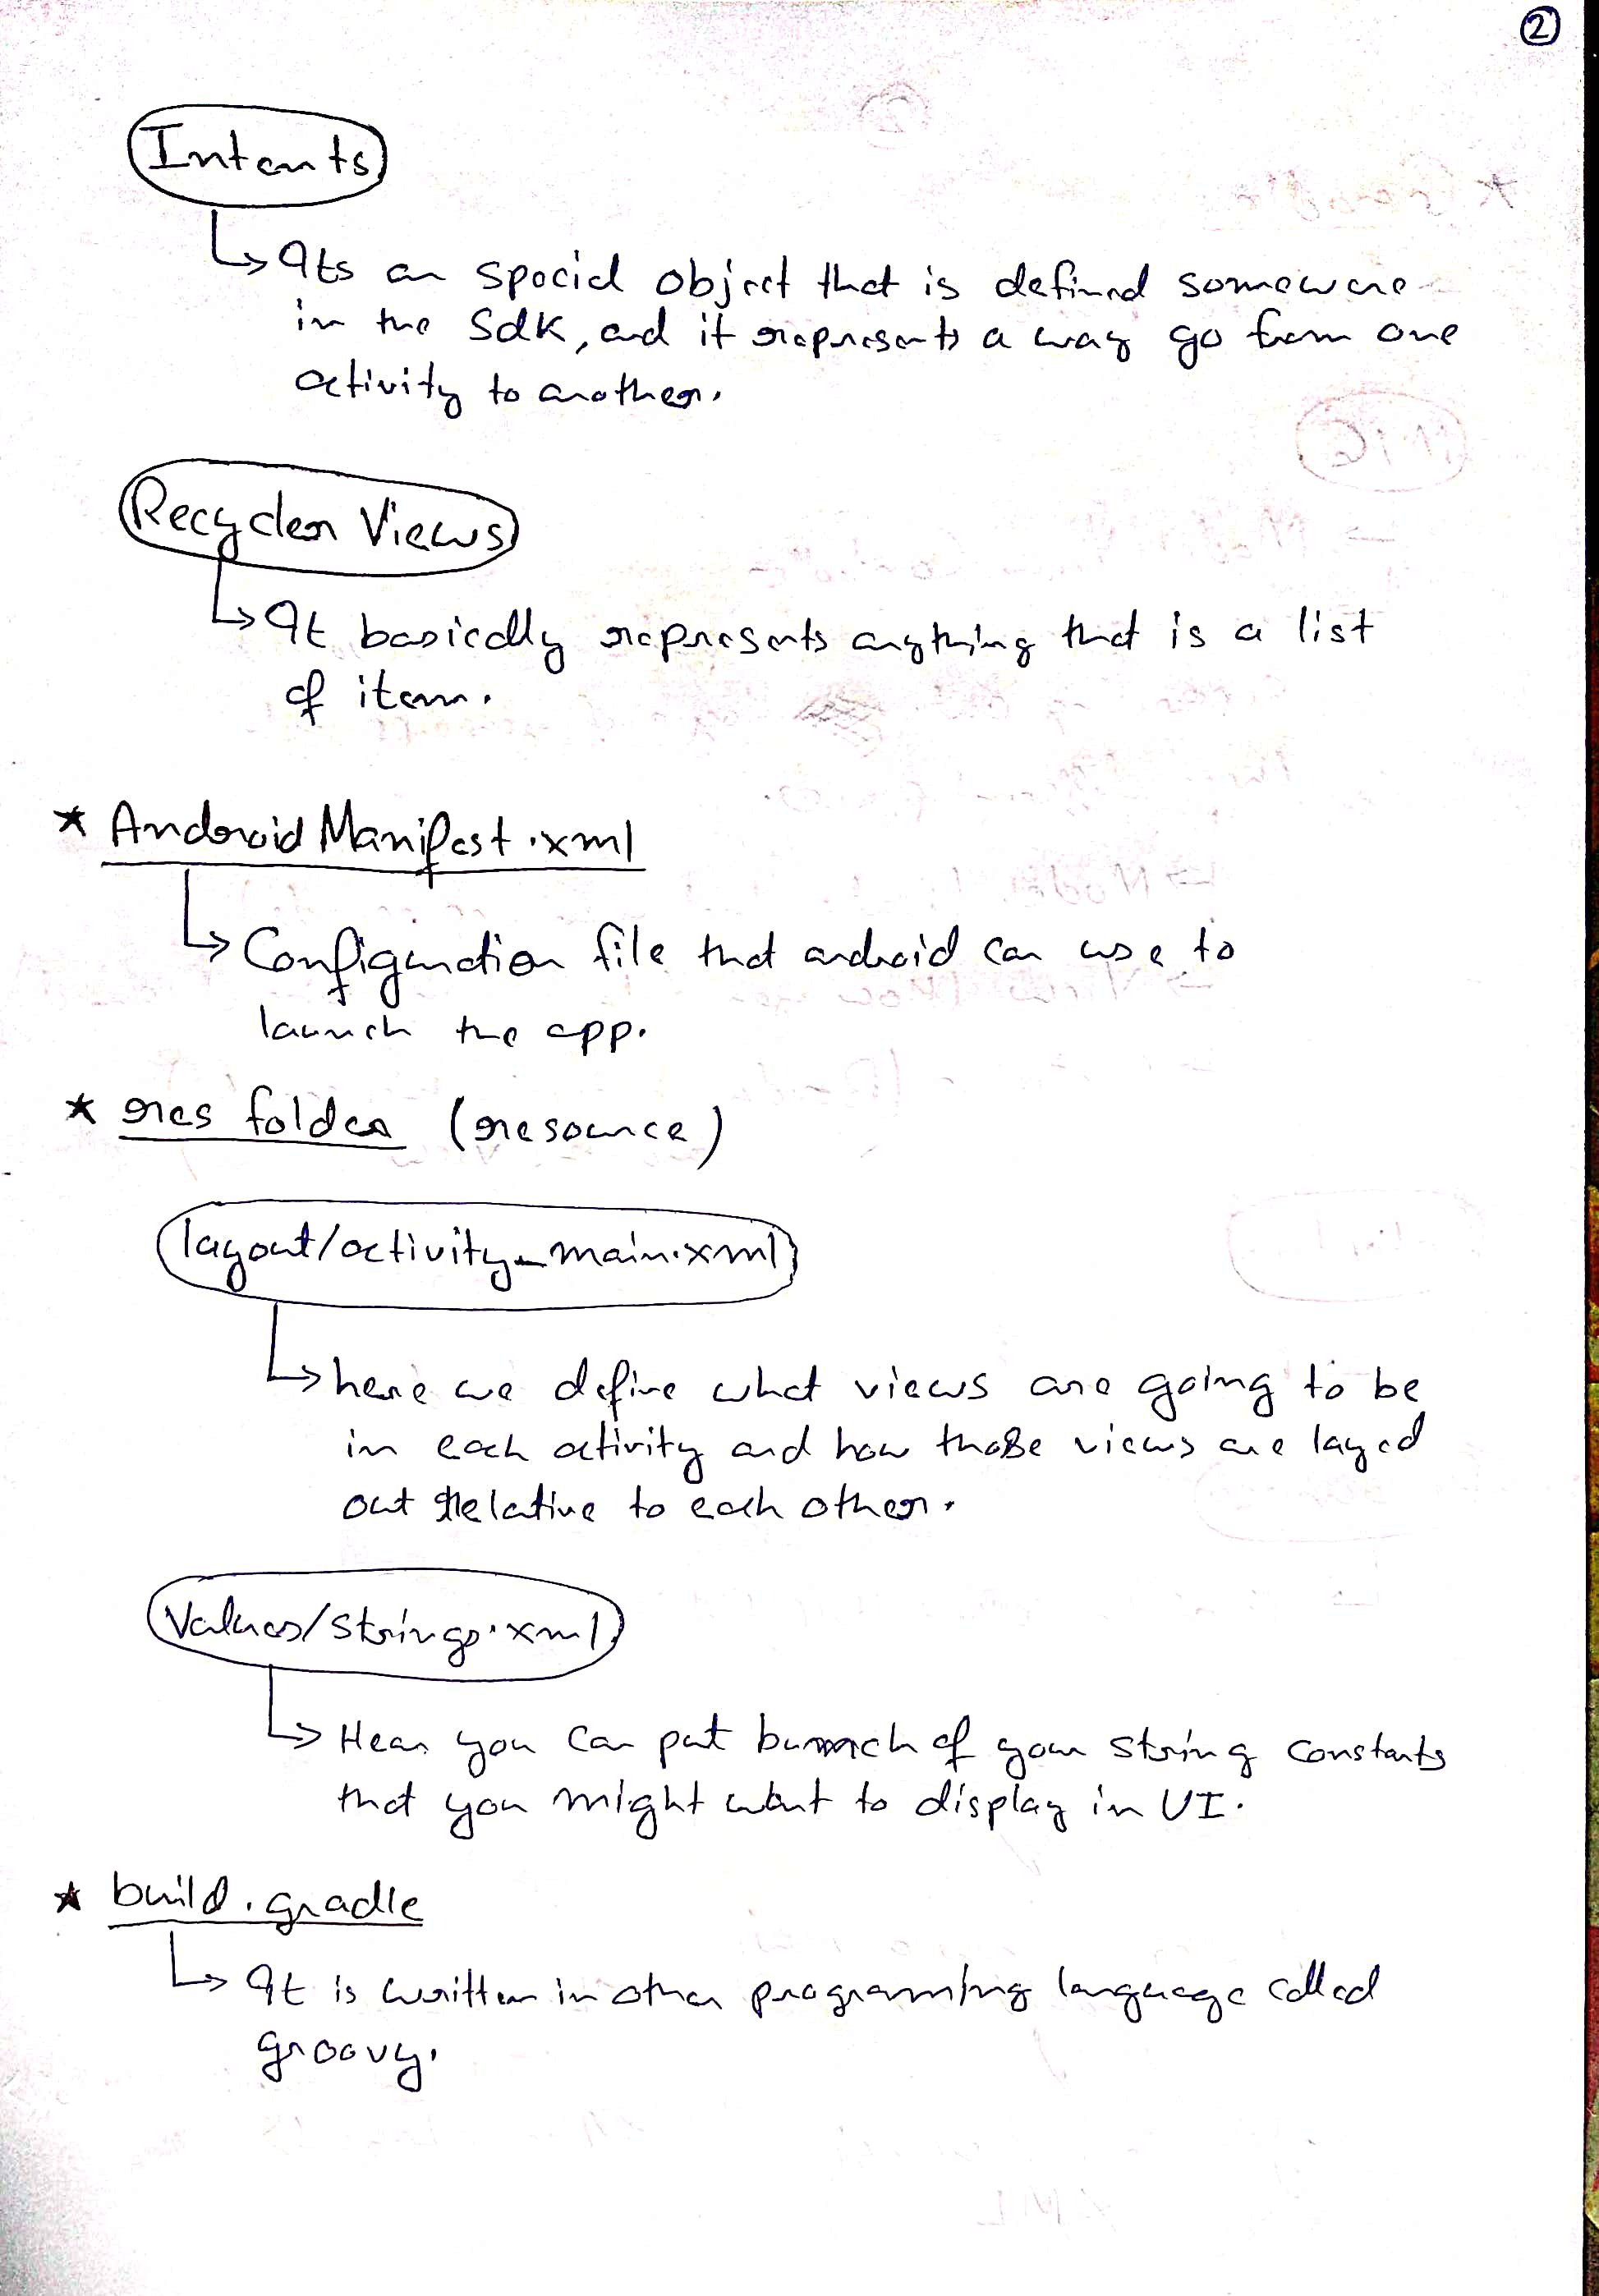 2
Intents
Its an special object that is defined somewere
in the Sdk, and it represents a way go from one
activity to another.
Recycler Views
It basically represents anything that is a list
of item.
* Android Manifest.xml
Configuration file that android can use to
launch the app.
* res folder (resource)
layout/activity_main.xml
here we define what views are going to be
in each activity and how those views are layed
out relative to each other.
Values/strings.xml
Hear you can put bunnch of your string constants
that you might want to display in UI.
* build.gradle
It is written in other programming language called
groovy.